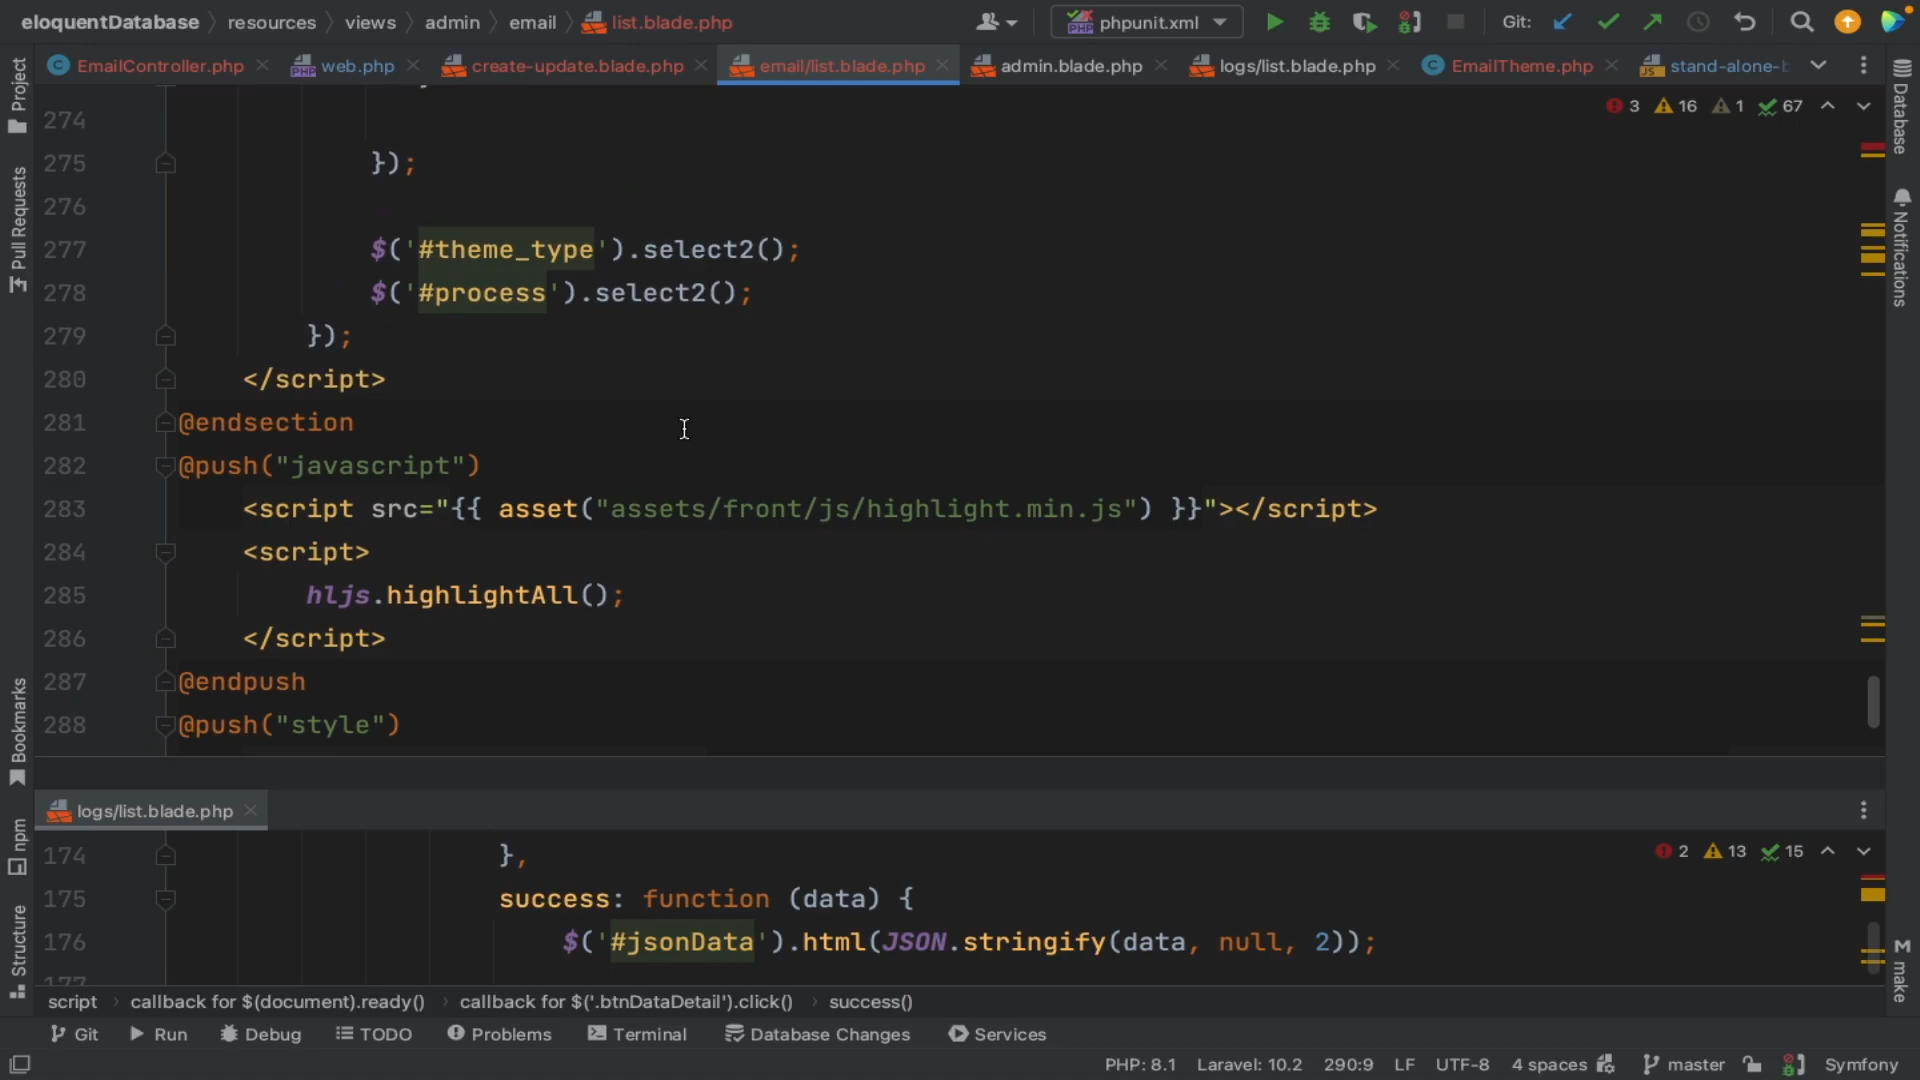 eloquentDatabase resources views admin email list.blade.php phpunit.xml Git:
EmailController.php web.php create-update.blade.php email/list.blade.php admin.blade.php logs/list.blade.php EmailTheme.php stand-alone-b
3 16 1 67
274
275 });
276
277 $('#theme_type').select2();
278 $('#process').select2();
279 });
280 </script>
281 @endsection
282 @push("javascript")
283 <script src="{{ asset("assets/front/js/highlight.min.js") }}"></script>
284 <script>
285 hljs.highlightAll();
286 </script>
287 @endpush
288 @push("style")
logs/list.blade.php
2 13 15
174 },
175 success: function (data) {
176 $('#jsonData').html(JSON.stringify(data, null, 2));
script callback for $(document).ready() callback for $('.btnDataDetail').click() success()
Git Run Debug TODO Problems Terminal Database Changes Services
PHP: 8.1 Laravel: 10.2 290:9 LF UTF-8 4 spaces master Symfony
Project
Pull Requests
Bookmarks
npm
Structure
Database
Notifications
make